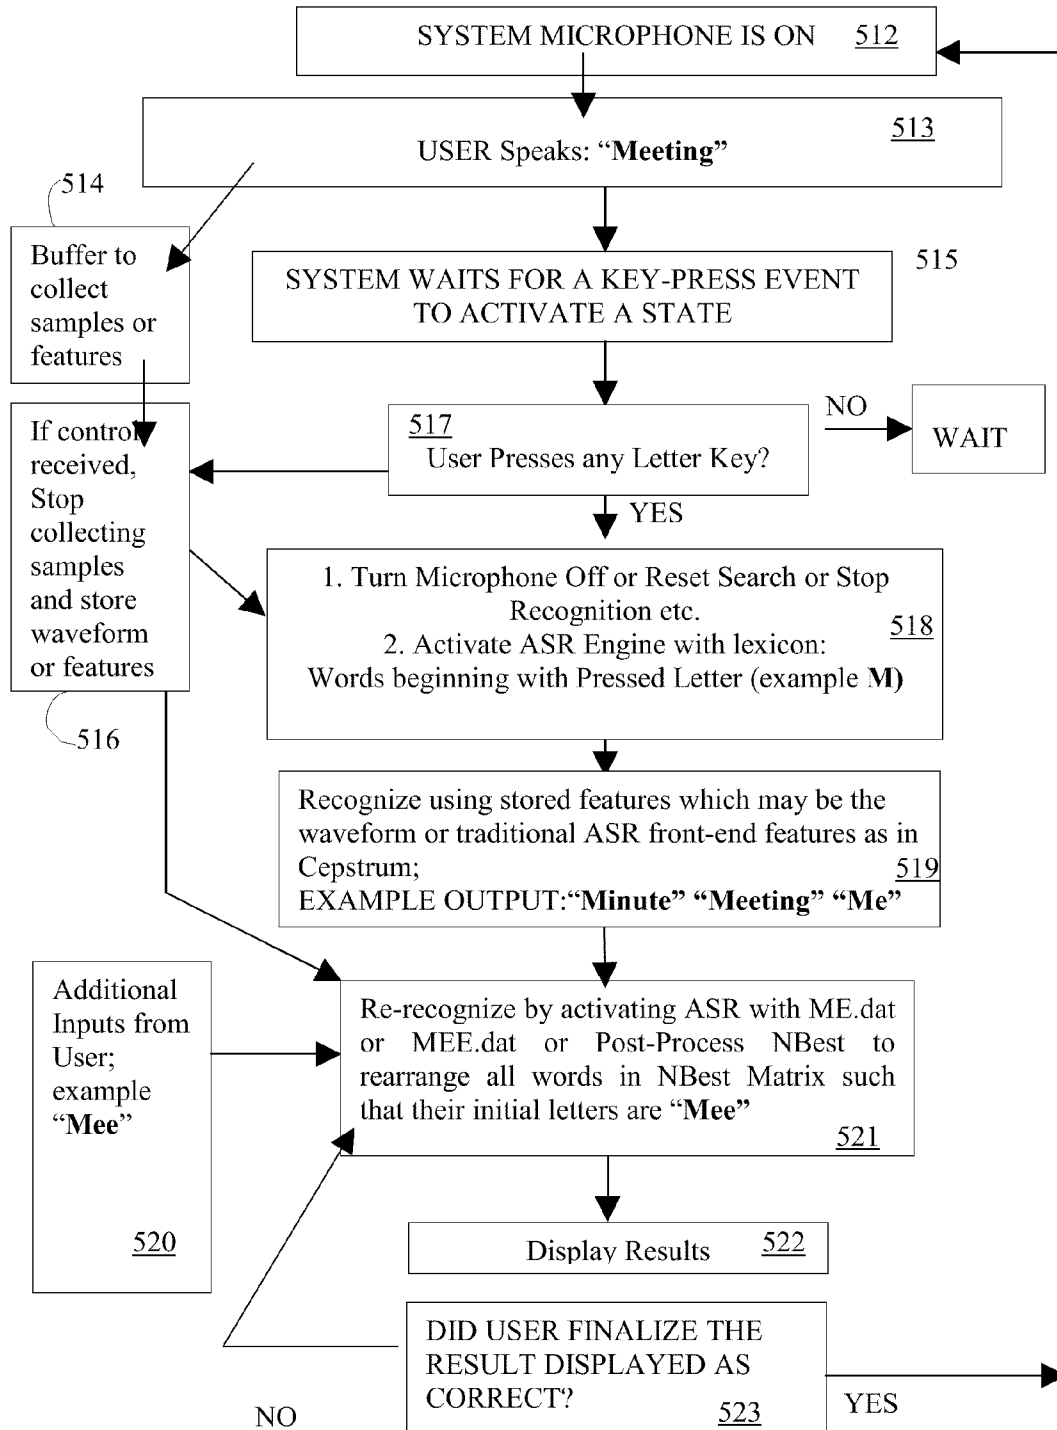 SYSTEM MICROPHONE IS ON 512
513
USER Speaks: “Meeting”
514
Buffer to
collect
samples or
features
515
SYSTEM WAITS FOR A KEY-PRESS EVENT
TO ACTIVATE A STATE
517
User Presses any Letter Key?
NO
WAIT
YES
If control
received,
Stop
collecting
samples
and store
waveform
or features
516
1. Turn Microphone Off or Reset Search or Stop
Recognition etc.
518
2. Activate ASR Engine with lexicon:
Words beginning with Pressed Letter (example M)
Recognize using stored features which may be the
waveform or traditional ASR front-end features as in
Cepstrum;
519
EXAMPLE OUTPUT:“Minute” “Meeting” “Me”
Additional
Inputs from
User;
example
“Mee”
520
Re-recognize by activating ASR with ME.dat
or MEE.dat or Post-Process NBest to
rearrange all words in NBest Matrix such
that their initial letters are “Mee”
521
Display Results 522
DID USER FINALIZE THE
RESULT DISPLAYED AS
CORRECT?
523
YES
NO